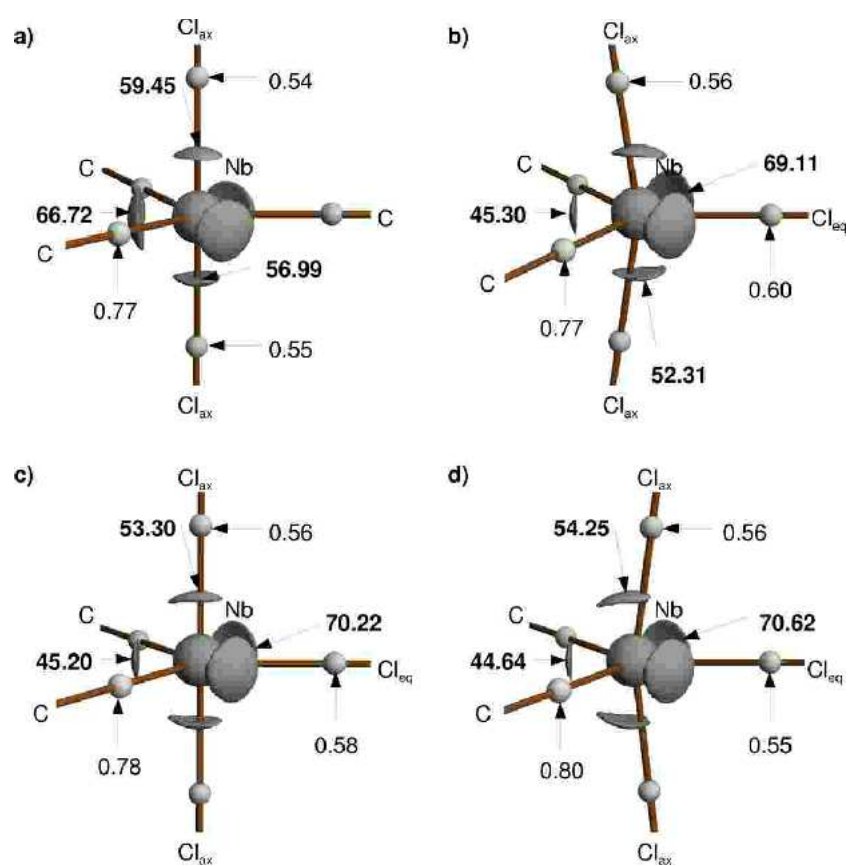 a)
Cl_ax
59.45
0.54
C
Nb
66.72
C
C
0.77
56.99
0.55
Cl_ax
b)
Cl_ax
0.56
C
Nb
69.11
45.30
Cl_eq
C
0.77
0.60
52.31
Cl_ax
c)
Cl_ax
53.30
0.56
C
Nb
70.22
45.20
Cl_eq
C
0.78
0.58
Cl_ax
d)
Cl_ax
54.25
0.56
C
Nb
70.62
44.64
Cl_eq
C
0.80
0.55
Cl_ax